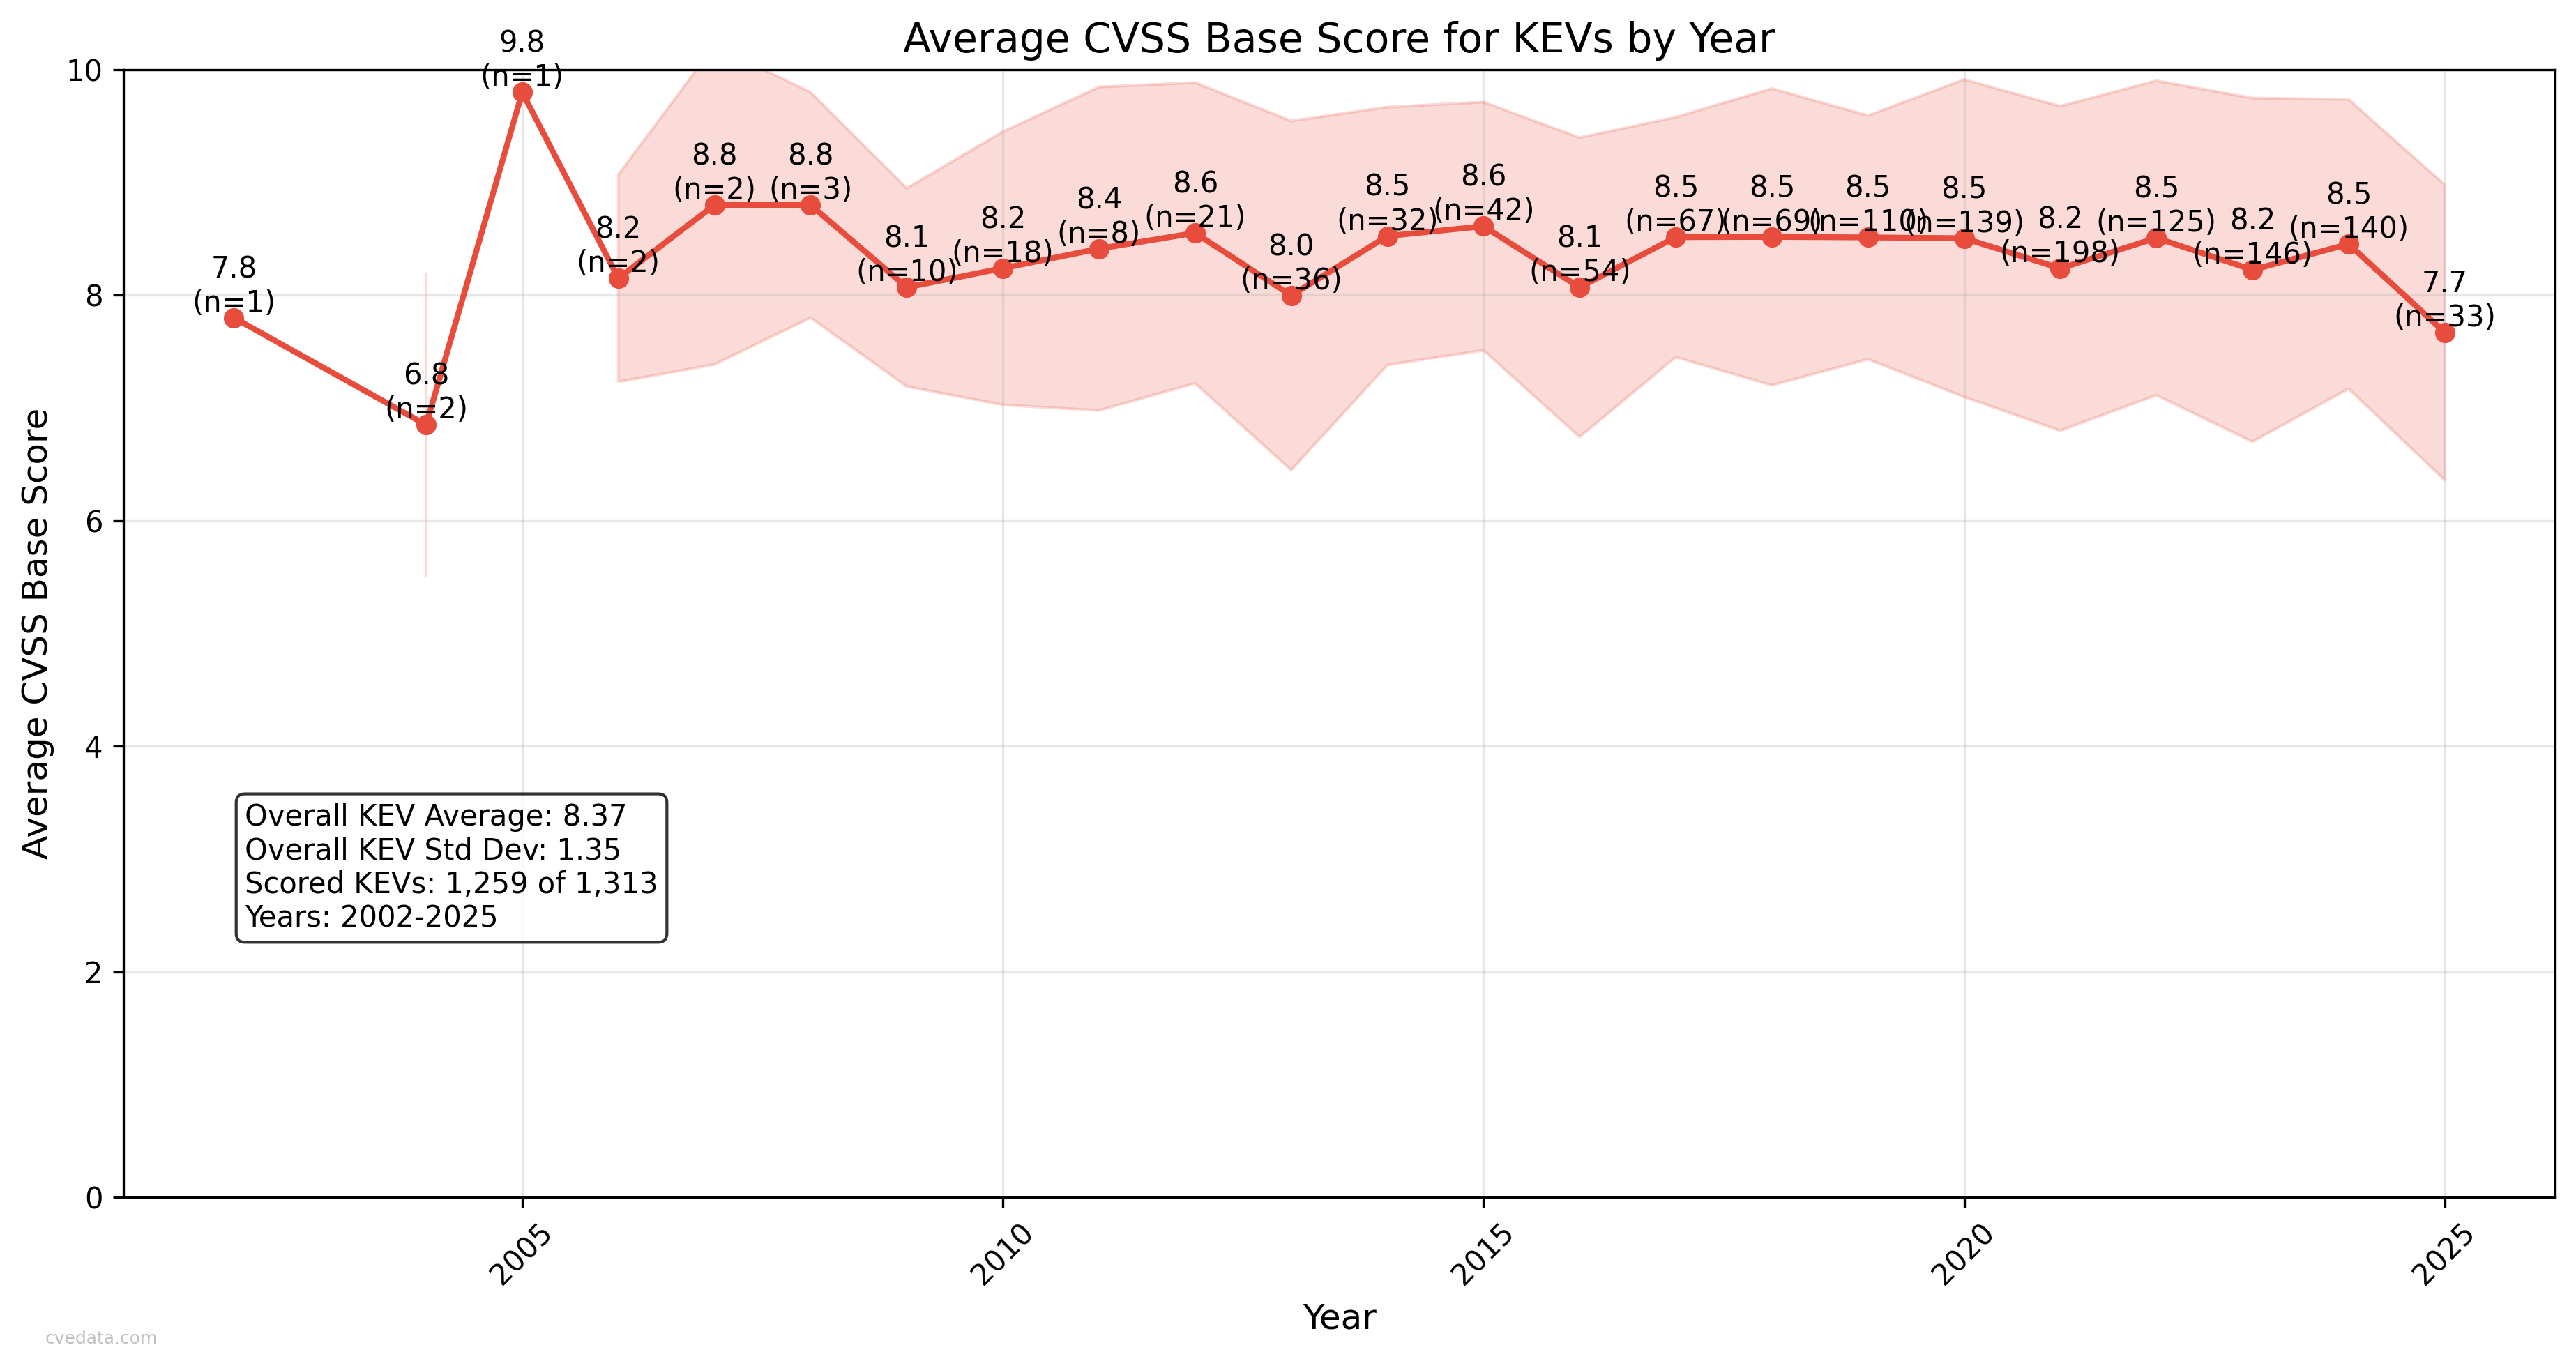 Average CVSS Base Score for KEVs by Year
Average CVSS Base Score
10
8
6
4
2
0
7.8
(n=1)
6.8
(n=2)
9.8
(n=1)
8.2
(n=2)
8.8
(n=2)
8.8
(n=3)
8.1
(n=10)
8.2
(n=18)
8.4
(n=8)
8.6
(n=21)
8.0
(n=36)
8.5
(n=32)
8.6
(n=42)
8.1
(n=54)
8.5
(n=67)
8.5
(n=69)
8.5
(n=110)
8.5
(n=139)
8.2
(n=198)
8.5
(n=125)
8.2
(n=146)
8.5
(n=140)
7.7
(n=33)
Overall KEV Average: 8.37
Overall KEV Std Dev: 1.35
Scored KEVs: 1,259 of 1,313
Years: 2002-2025
2005
2010
2015
2020
2025
Year
cvedata.com